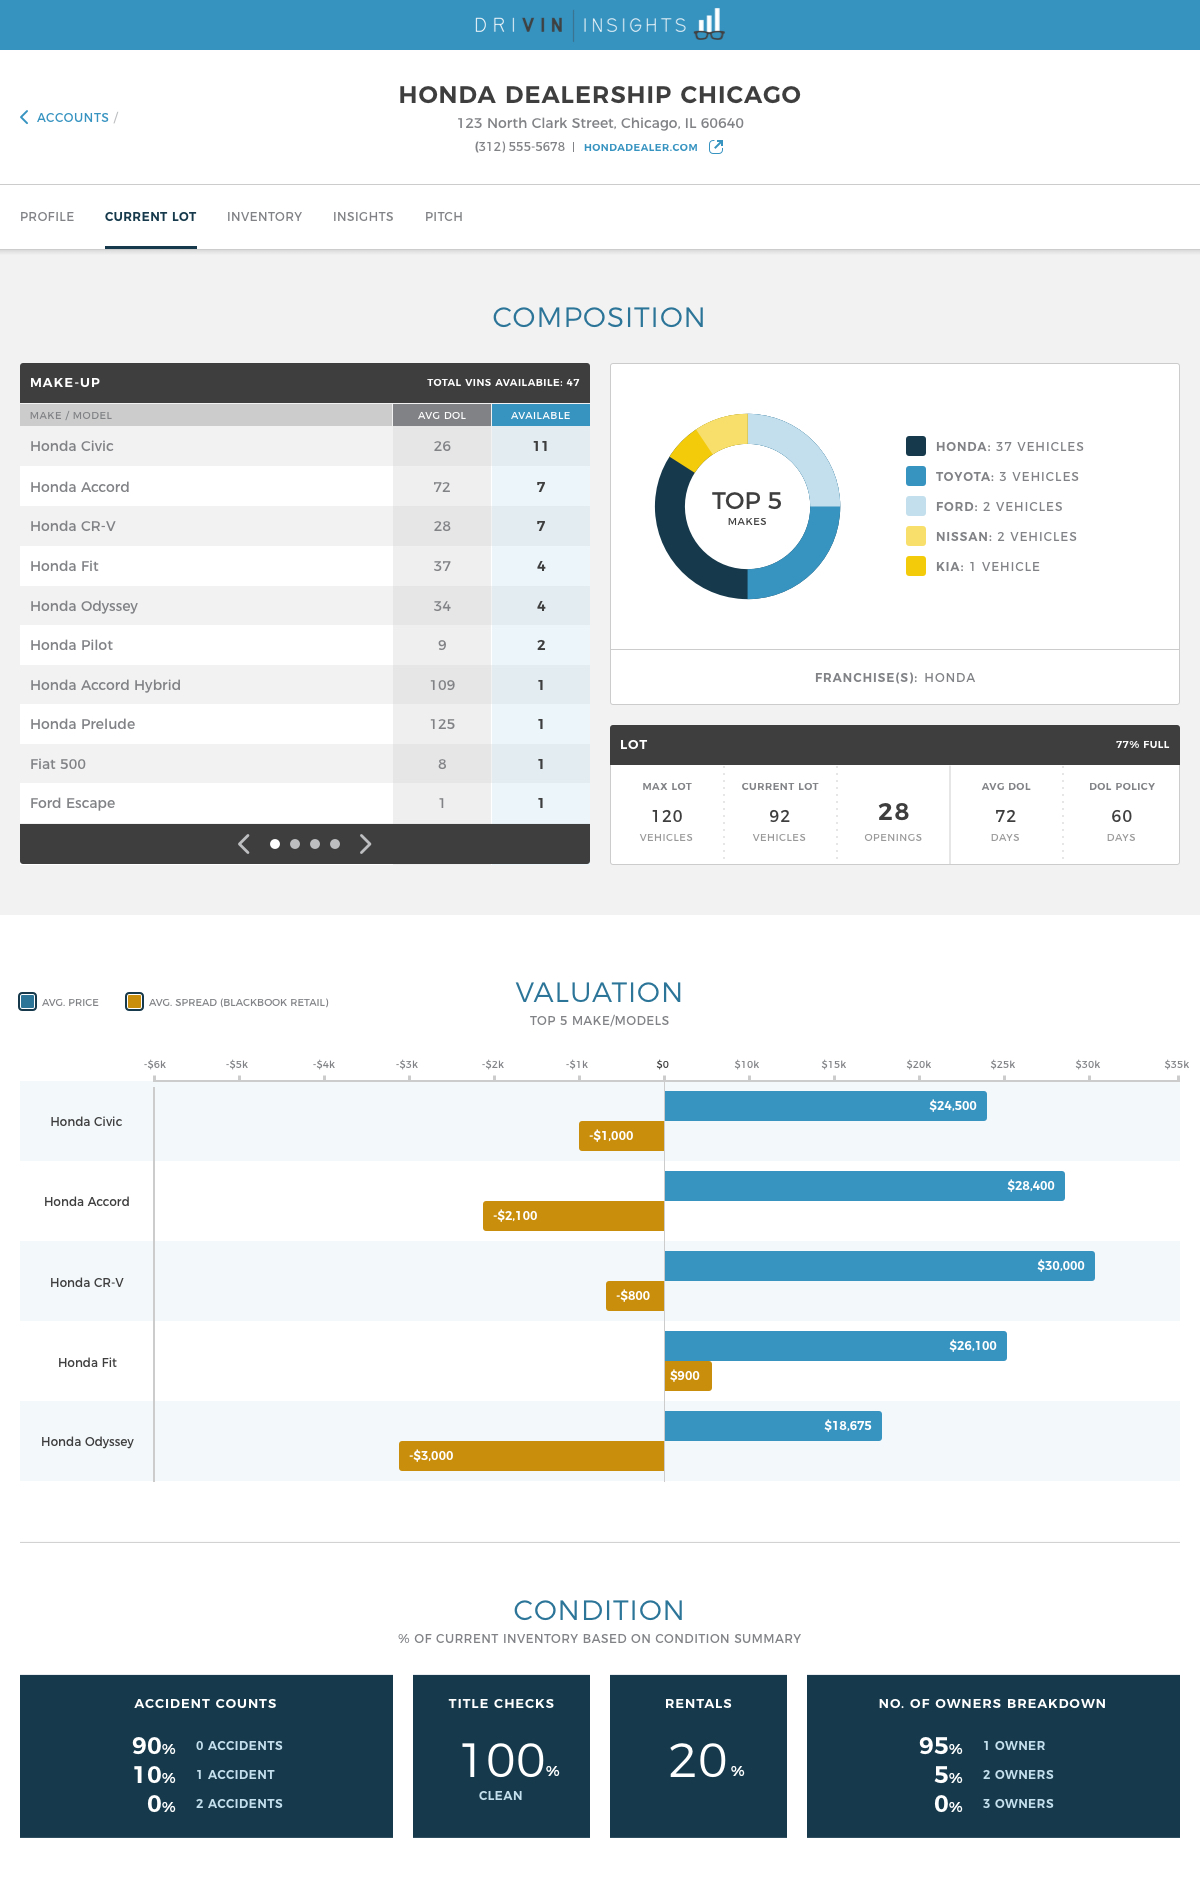 DRIVIN | INSIGHTS
HONDA DEALERSHIP CHICAGO
ACCOUNTS /
123 North Clark Street, Chicago, IL 60640
(312) 555-5678 | HONDADEALER.COM
PROFILE CURRENT LOT INVENTORY INSIGHTS PITCH
COMPOSITION
MAKE-UP TOTAL VINS AVAILABILE: 47
MAKE / MODEL AVG DOL AVAILABLE
Honda Civic 26 11
Honda Accord 72 7
Honda CR-V 28 7
Honda Fit 37 4
Honda Odyssey 34 4
Honda Pilot 9 2
Honda Accord Hybrid 109 1
Honda Prelude 125 1
Fiat 500 8 1
Ford Escape 1 1
TOP 5
MAKES
HONDA: 37 VEHICLES
TOYOTA: 3 VEHICLES
FORD: 2 VEHICLES
NISSAN: 2 VEHICLES
KIA: 1 VEHICLE
FRANCHISE(S): HONDA
LOT 77% FULL
MAX LOT CURRENT LOT AVG DOL DOL POLICY
120 92 28 72 60
VEHICLES VEHICLES OPENINGS DAYS DAYS
VALUATION
AVG. PRICE AVG. SPREAD (BLACKBOOK RETAIL)
TOP 5 MAKE/MODELS
-$6k -$5k -$4k -$3k -$2k -$1k $0 $10k $15k $20k $25k $30k $35k
Honda Civic $24,500 -$1,000
Honda Accord $28,400 -$2,100
Honda CR-V $30,000 -$800
Honda Fit $26,100 $900
Honda Odyssey $18,675 -$3,000
CONDITION
% OF CURRENT INVENTORY BASED ON CONDITION SUMMARY
ACCIDENT COUNTS
90% 0 ACCIDENTS
10% 1 ACCIDENT
0% 2 ACCIDENTS
TITLE CHECKS
100%
CLEAN
RENTALS
20%
NO. OF OWNERS BREAKDOWN
95% 1 OWNER
5% 2 OWNERS
0% 3 OWNERS